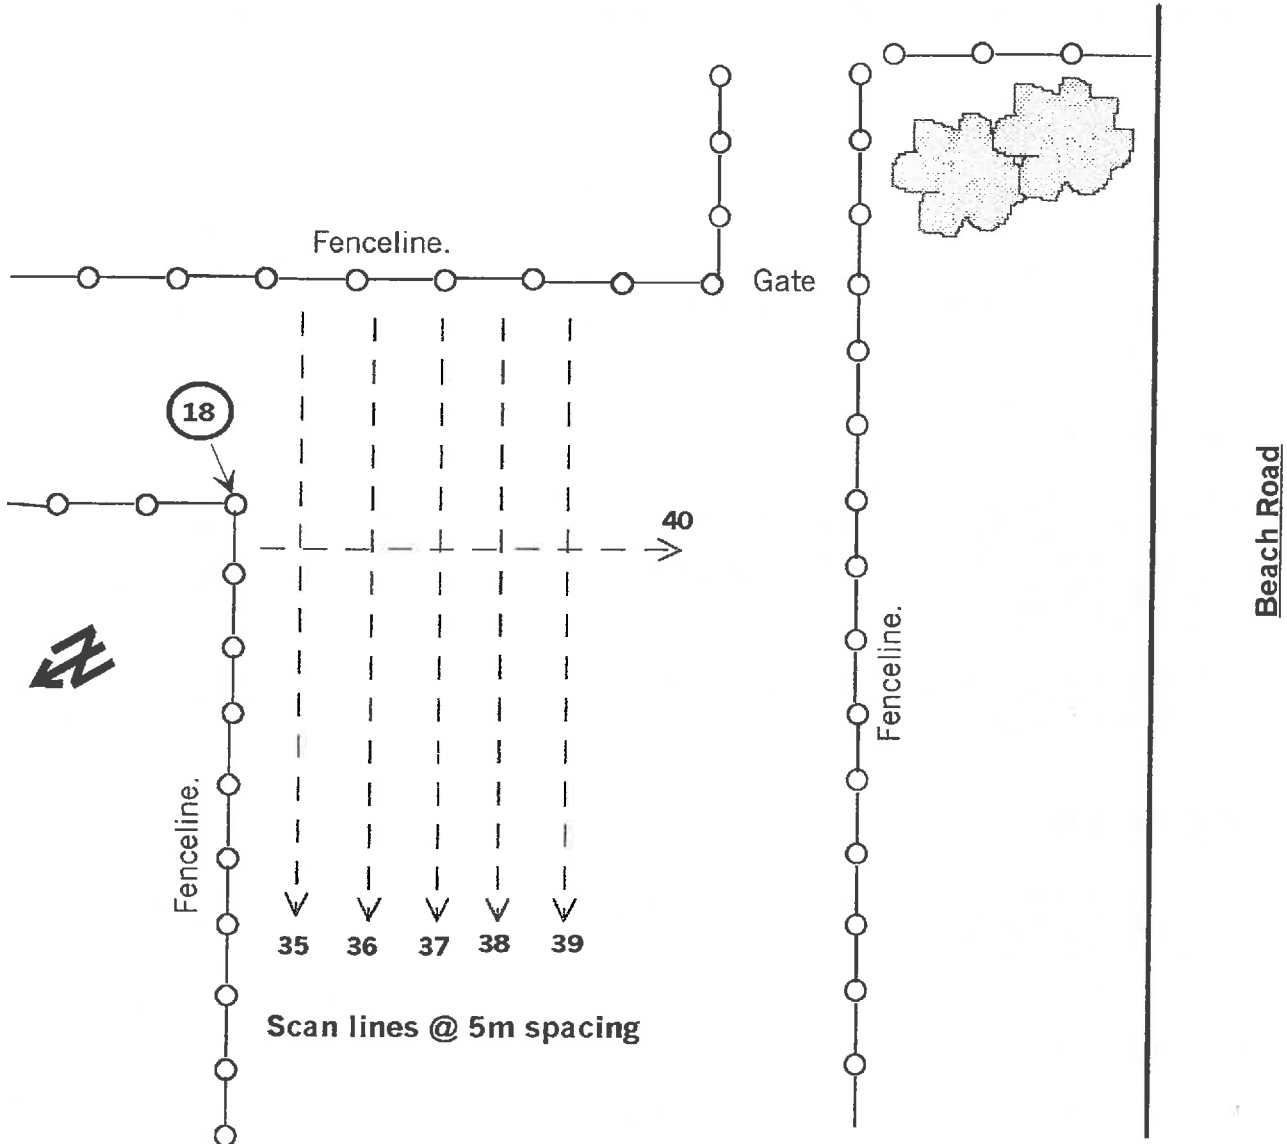 Fenceline.
Gate
18
40
Beach Road
Fenceline.
Fenceline.
N
35 36 37 38 39
Scan lines @ 5m spacing